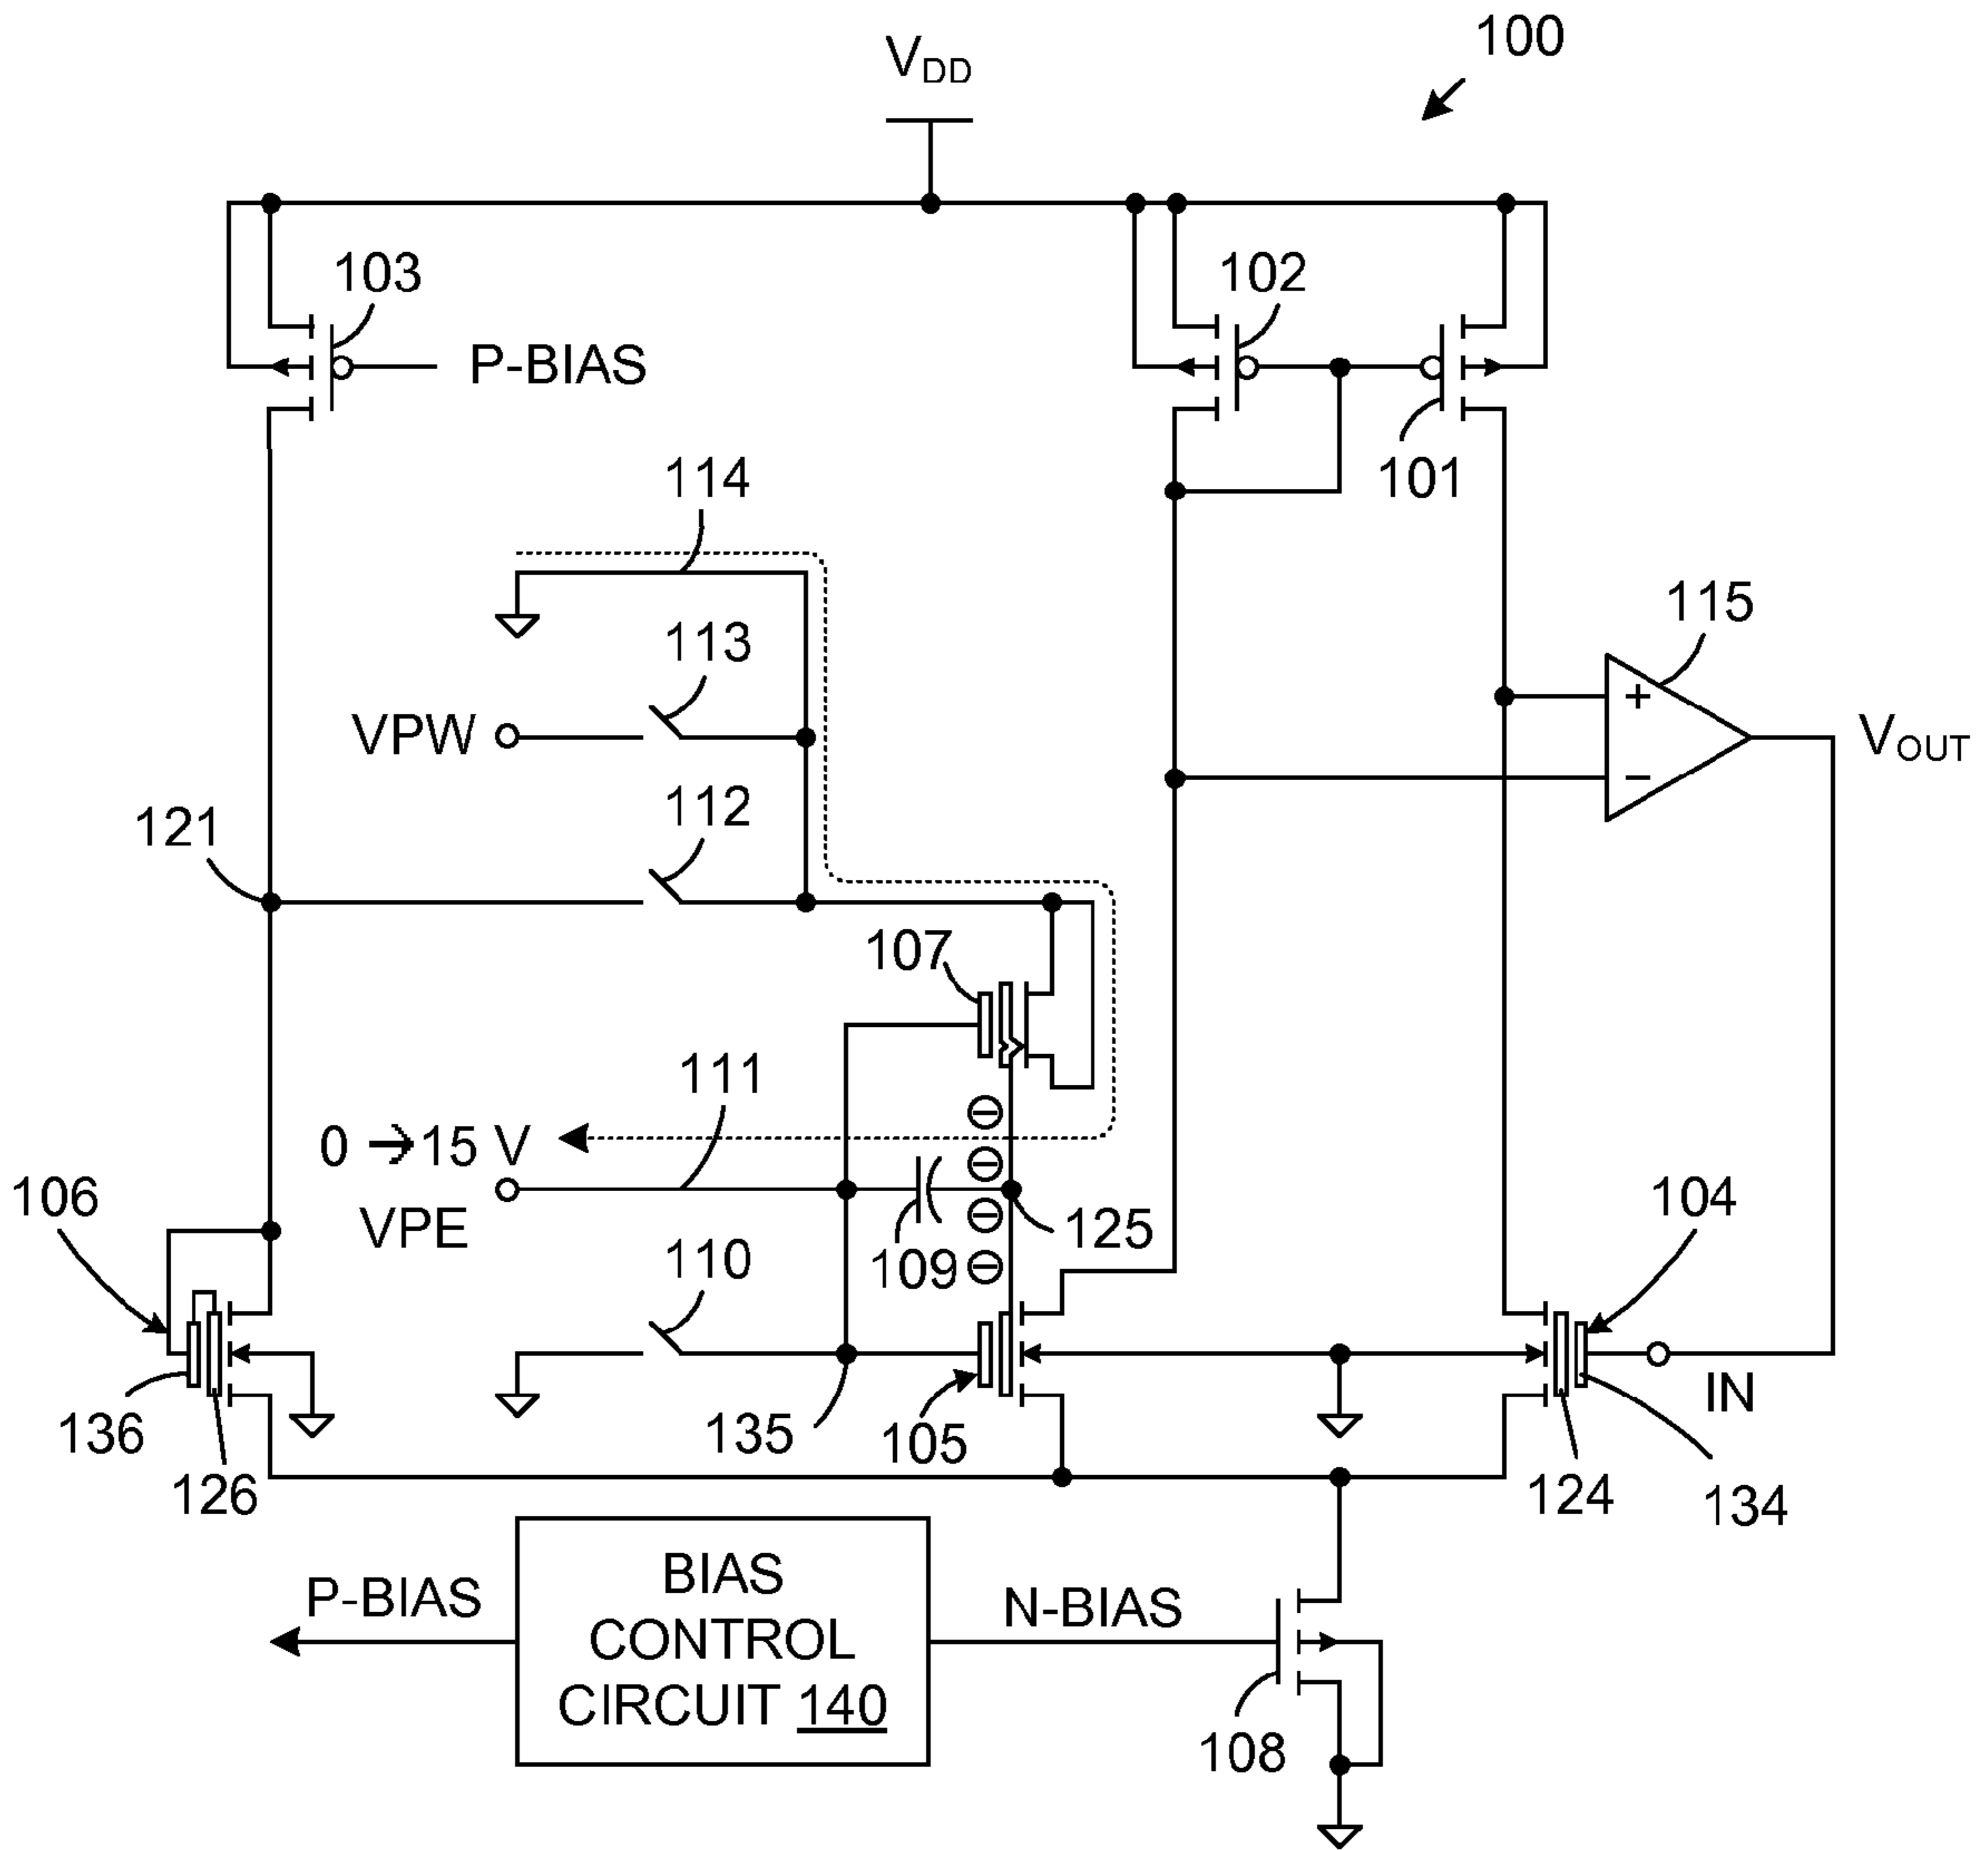 100
VDD
103
102
P-BIAS
101
114
115
113
VPW
VOUT
112
121
+
−
107
111
0 → 15 V
106
104
VPE
125
109
110
IN
136
135
105
126
124
134
BIAS
P-BIAS
N-BIAS
CONTROL
CIRCUIT 140
108